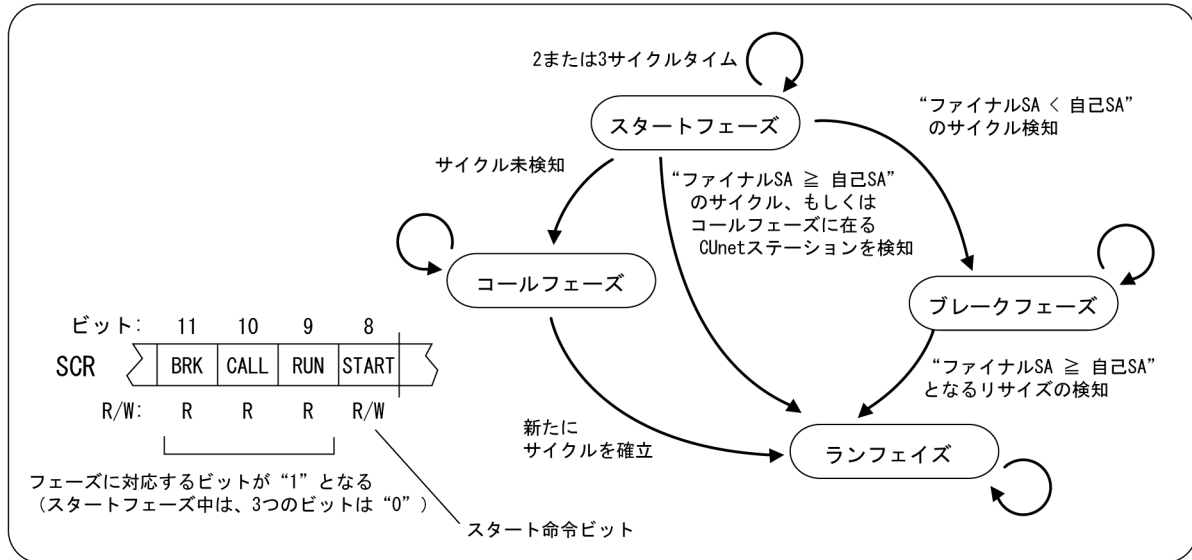 2または3サイクルタイム
スタートフェーズ
“ファイナルSA < 自己SA”
のサイクル検知
サイクル未検知
“ファイナルSA ≧ 自己SA”
のサイクル、もしくは
コールフェーズに在る
CUnetステーションを検知
コールフェーズ
ブレークフェーズ
“ファイナルSA ≧ 自己SA”
となるリサイズの検知
新たに
サイクルを確立
ランフェイズ
ビット: 11 10 9 8
SCR BRK CALL RUN START
R/W: R R R R/W
フェーズに対応するビットが “1” となる
(スタートフェーズ中は、3つのビットは “0” )
スタート命令ビット